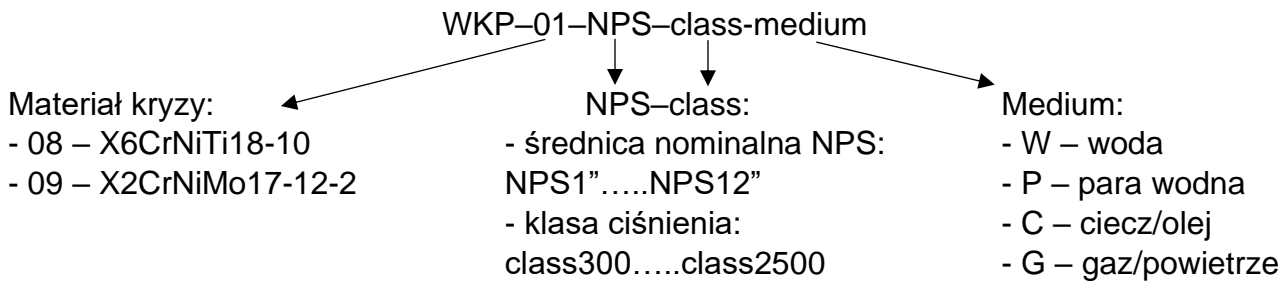 WKP–01–NPS–class-medium
Materiał kryzy:
- 08 – X6CrNiTi18-10
- 09 – X2CrNiMo17-12-2
NPS–class:
- średnica nominalna NPS:
NPS1”…..NPS12”
- klasa ciśnienia:
class300…..class2500
Medium:
- W – woda
- P – para wodna
- C – ciecz/olej
- G – gaz/powietrze